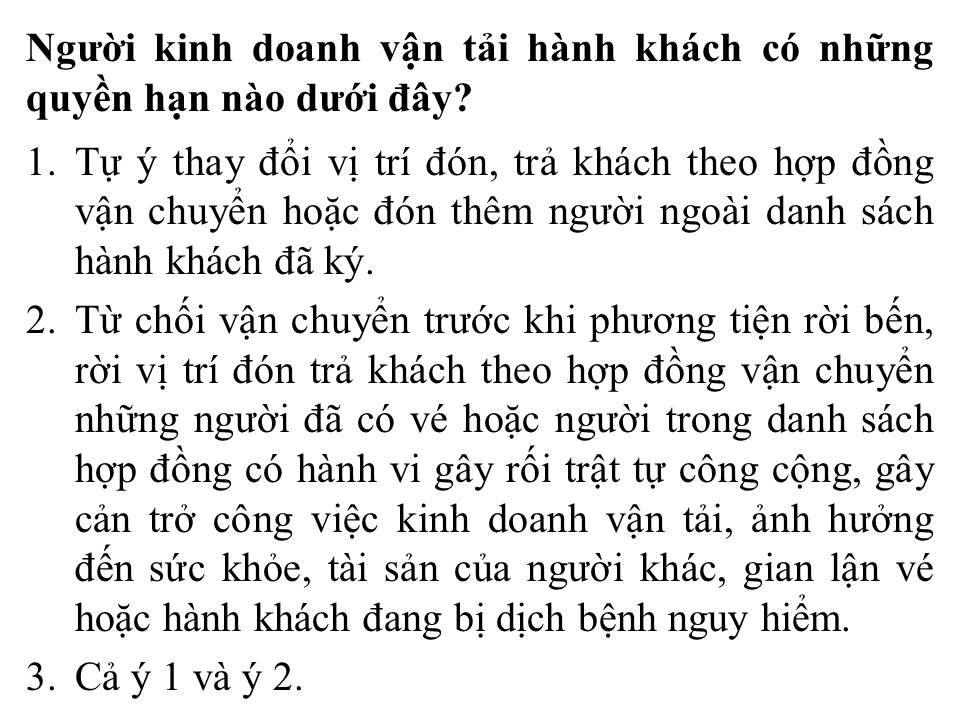 Người kinh doanh vận tải hành khách có những
quyền hạn nào dưới đây?
1. Tự ý thay đổi vị trí đón, trả khách theo hợp đồng
vận chuyển hoặc đón thêm người ngoài danh sách
hành khách đã ký.
2. Từ chối vận chuyển trước khi phương tiện rời bến,
rời vị trí đón trả khách theo hợp đồng vận chuyển
những người đã có vé hoặc người trong danh sách
hợp đồng có hành vi gây rối trật tự công cộng, gây
cản trở công việc kinh doanh vận tải, ảnh hưởng
đến sức khỏe, tài sản của người khác, gian lận vé
hoặc hành khách đang bị dịch bệnh nguy hiểm.
3. Cả ý 1 và ý 2.